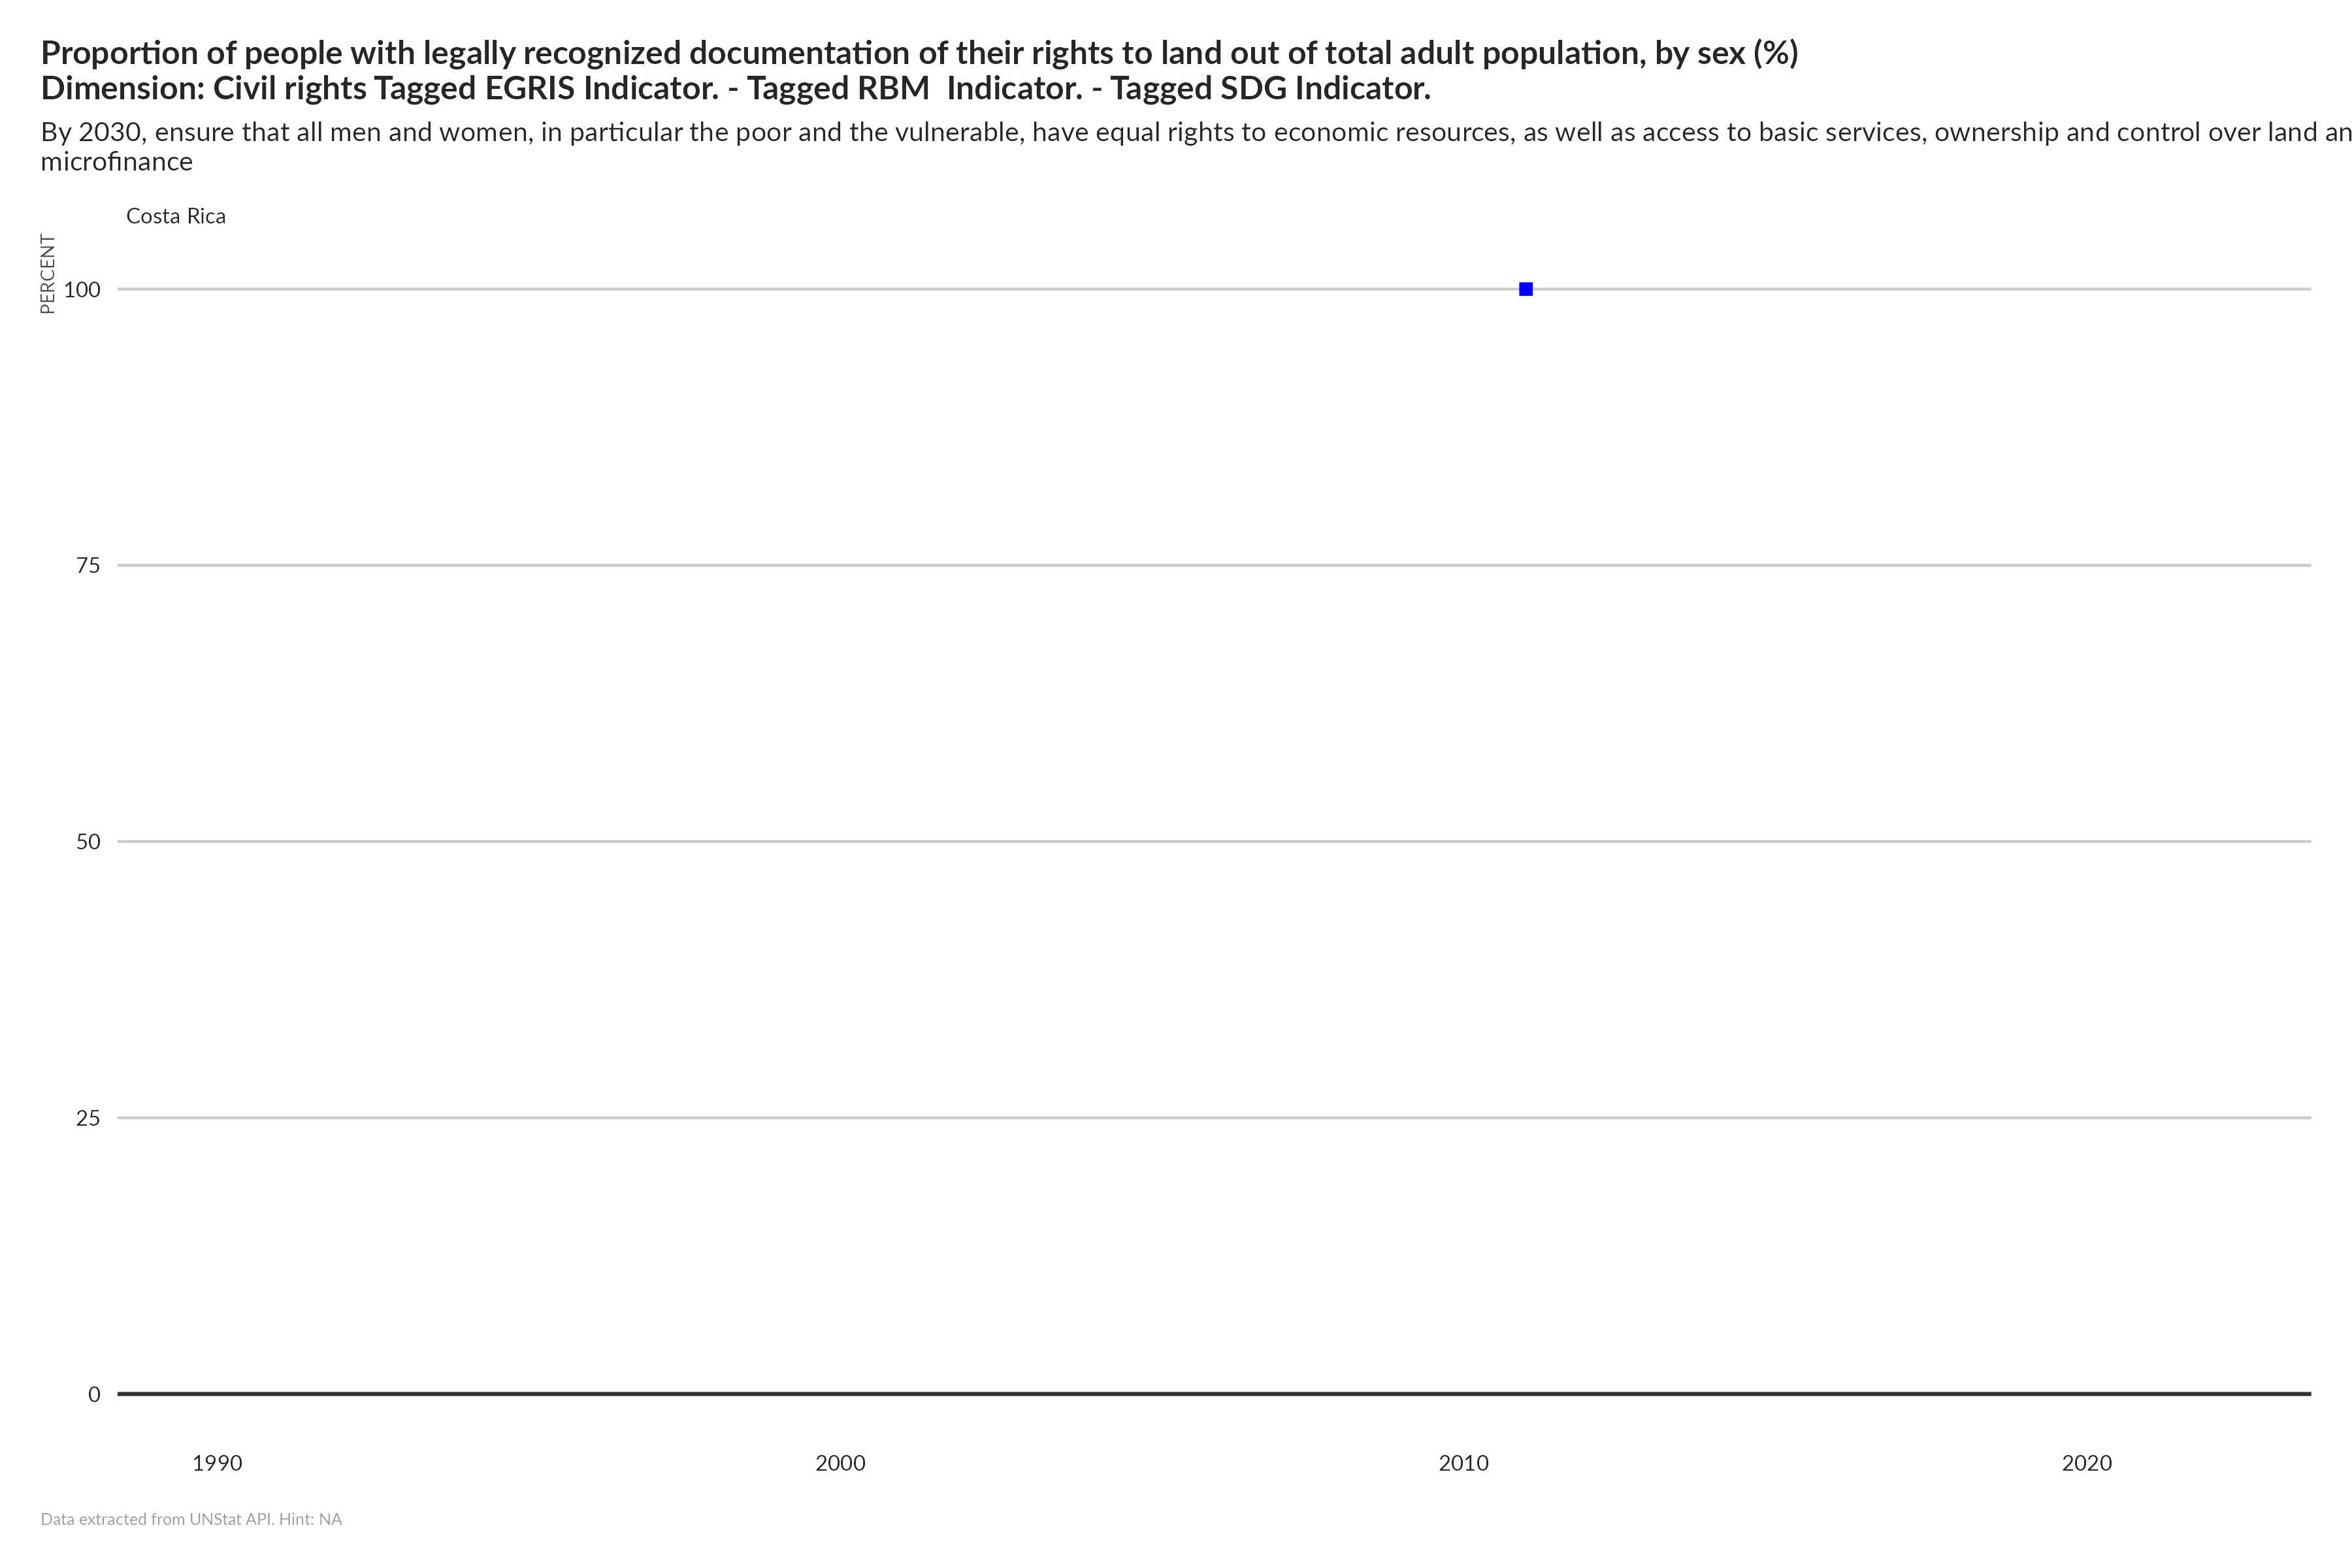 Proportion of people with legally recognized documentation of their rights to land out of total adult population, by sex (%)
Dimension: Civil rights Tagged EGRIS Indicator. - Tagged RBM  Indicator. - Tagged SDG Indicator.
By 2030, ensure that all men and women, in particular the poor and the vulnerable, have equal rights to economic resources, as well as access to basic services, ownership and control over land an
microfinance
Costa Rica
PERCENT
100
75
50
25
0
1990
2000
2010
2020
Data extracted from UNStat API. Hint: NA